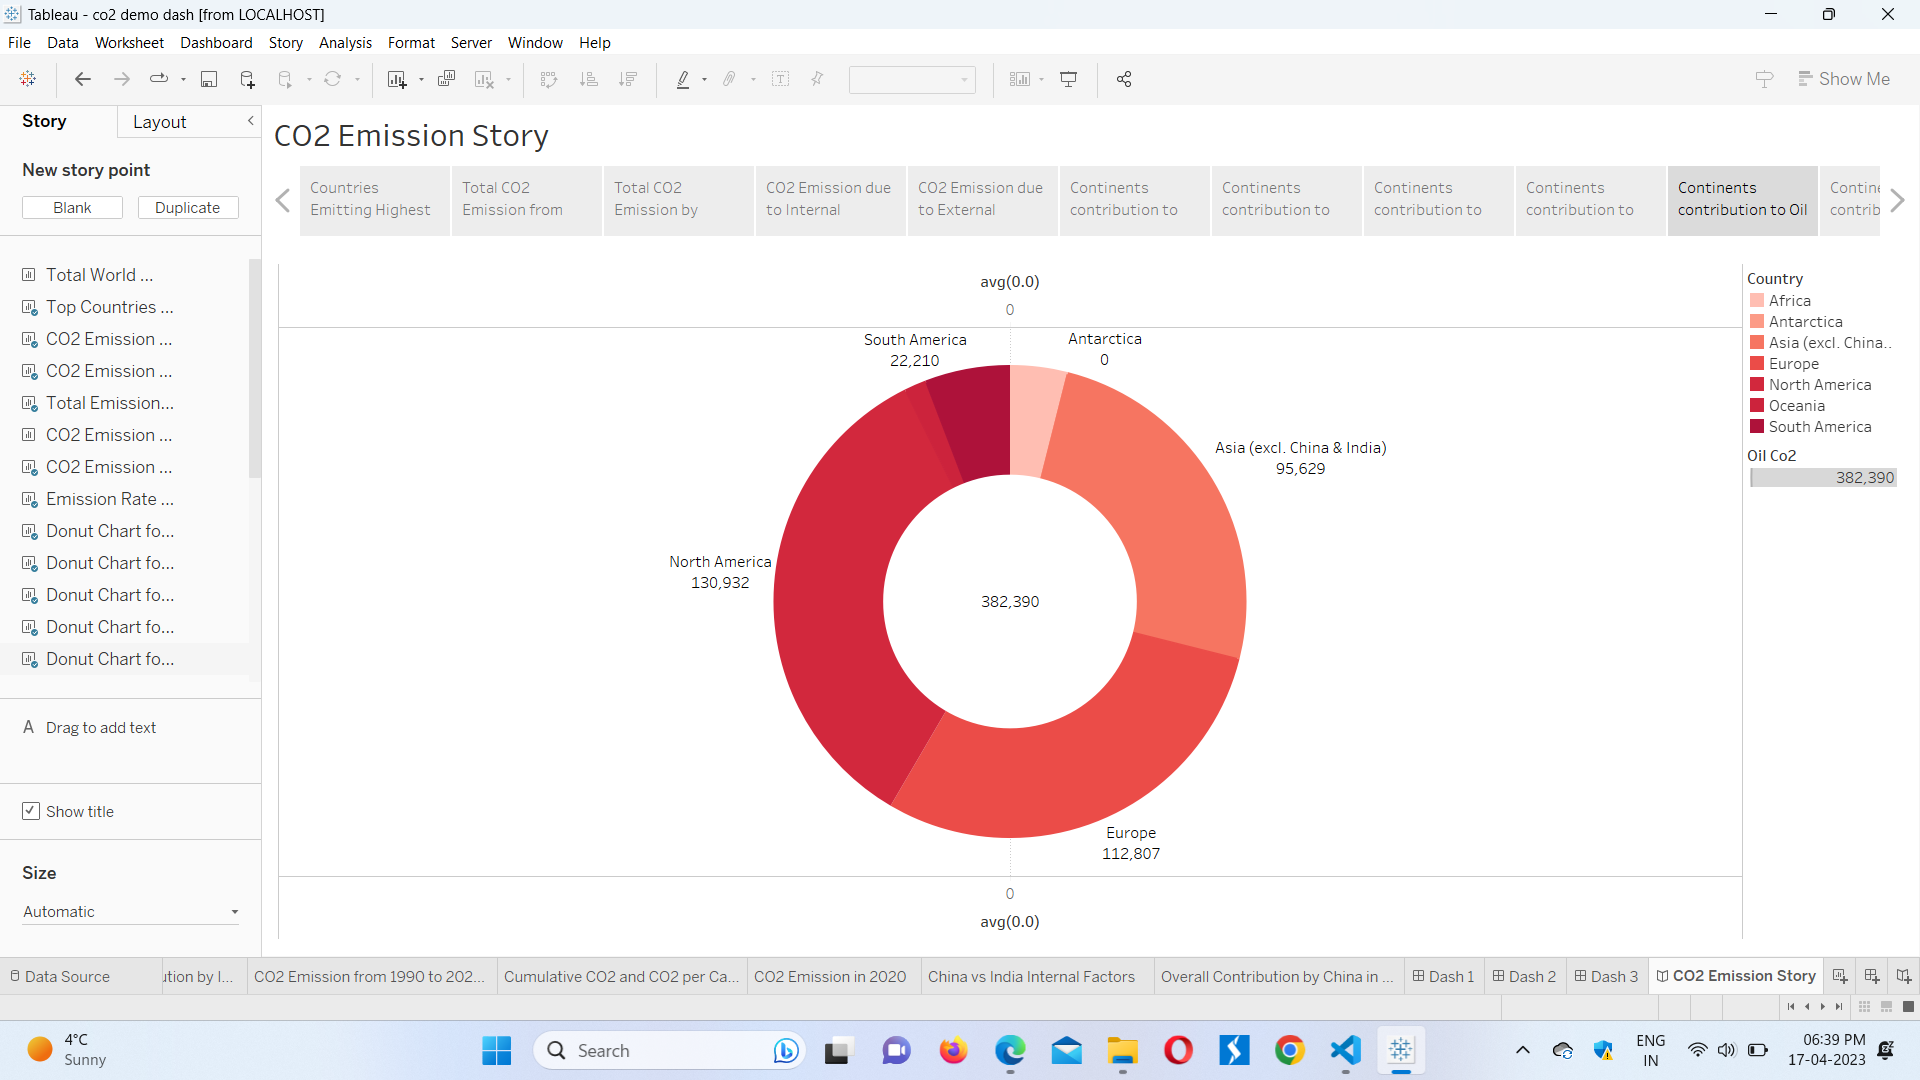 Tableau - co2 demo dash [from LOCALHOST]
File Data Worksheet Dashboard Story Analysis Format Server Window Help
Show Me
Story
Layout
New story point
Blank
Duplicate
Total World ...
Top Countries ...
CO2 Emission ...
CO2 Emission ...
Total Emission...
CO2 Emission ...
CO2 Emission ...
Emission Rate ...
Donut Chart fo...
Donut Chart fo...
Donut Chart fo...
Donut Chart fo...
Donut Chart fo...
A Drag to add text
Show title
Size
Automatic
CO2 Emission Story
Countries
Emitting Highest
Total CO2
Emission from
Total CO2
Emission by
CO2 Emission due
to Internal
CO2 Emission due
to External
Continents
contribution to
Continents
contribution to
Continents
contribution to
Continents
contribution to
Continents
contribution to Oil
Contine
contrib
avg(0.0)
0
South America
22,210
Antarctica
0
Asia (excl. China & India)
95,629
North America
130,932
382,390
Europe
112,807
0
avg(0.0)
Country
Africa
Antarctica
Asia (excl. China..
Europe
North America
Oceania
South America
Oil Co2
382,390
Data Source
ution by I...
CO2 Emission from 1990 to 202...
Cumulative CO2 and CO2 per Ca...
CO2 Emission in 2020
China vs India Internal Factors
Overall Contribution by China in ...
Dash 1
Dash 2
Dash 3
CO2 Emission Story
4°C
Sunny
Search
ENG
IN
06:39 PM
17-04-2023